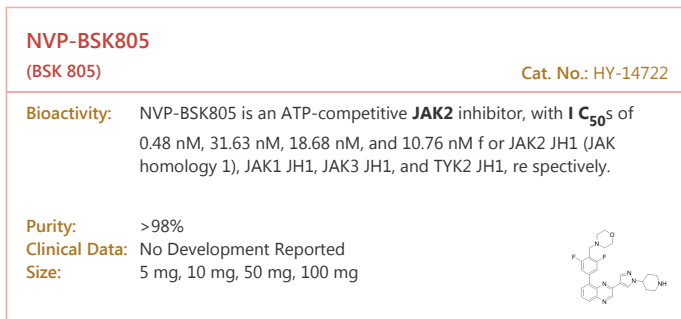 NVP-BSK805
(BSK 805)
Cat. No.: HY-14722
Bioactivity: NVP-BSK805 is an ATP-competitive JAK2 inhibitor, with I C50s of
0.48 nM, 31.63 nM, 18.68 nM, and 10.76 nM f or JAK2 JH1 (JAK
homology 1), JAK1 JH1, JAK3 JH1, and TYK2 JH1, re spectively.
Purity: >98%
Clinical Data: No Development Reported
Size: 5 mg, 10 mg, 50 mg, 100 mg
O
N
F
F
N
N
N
N
NH